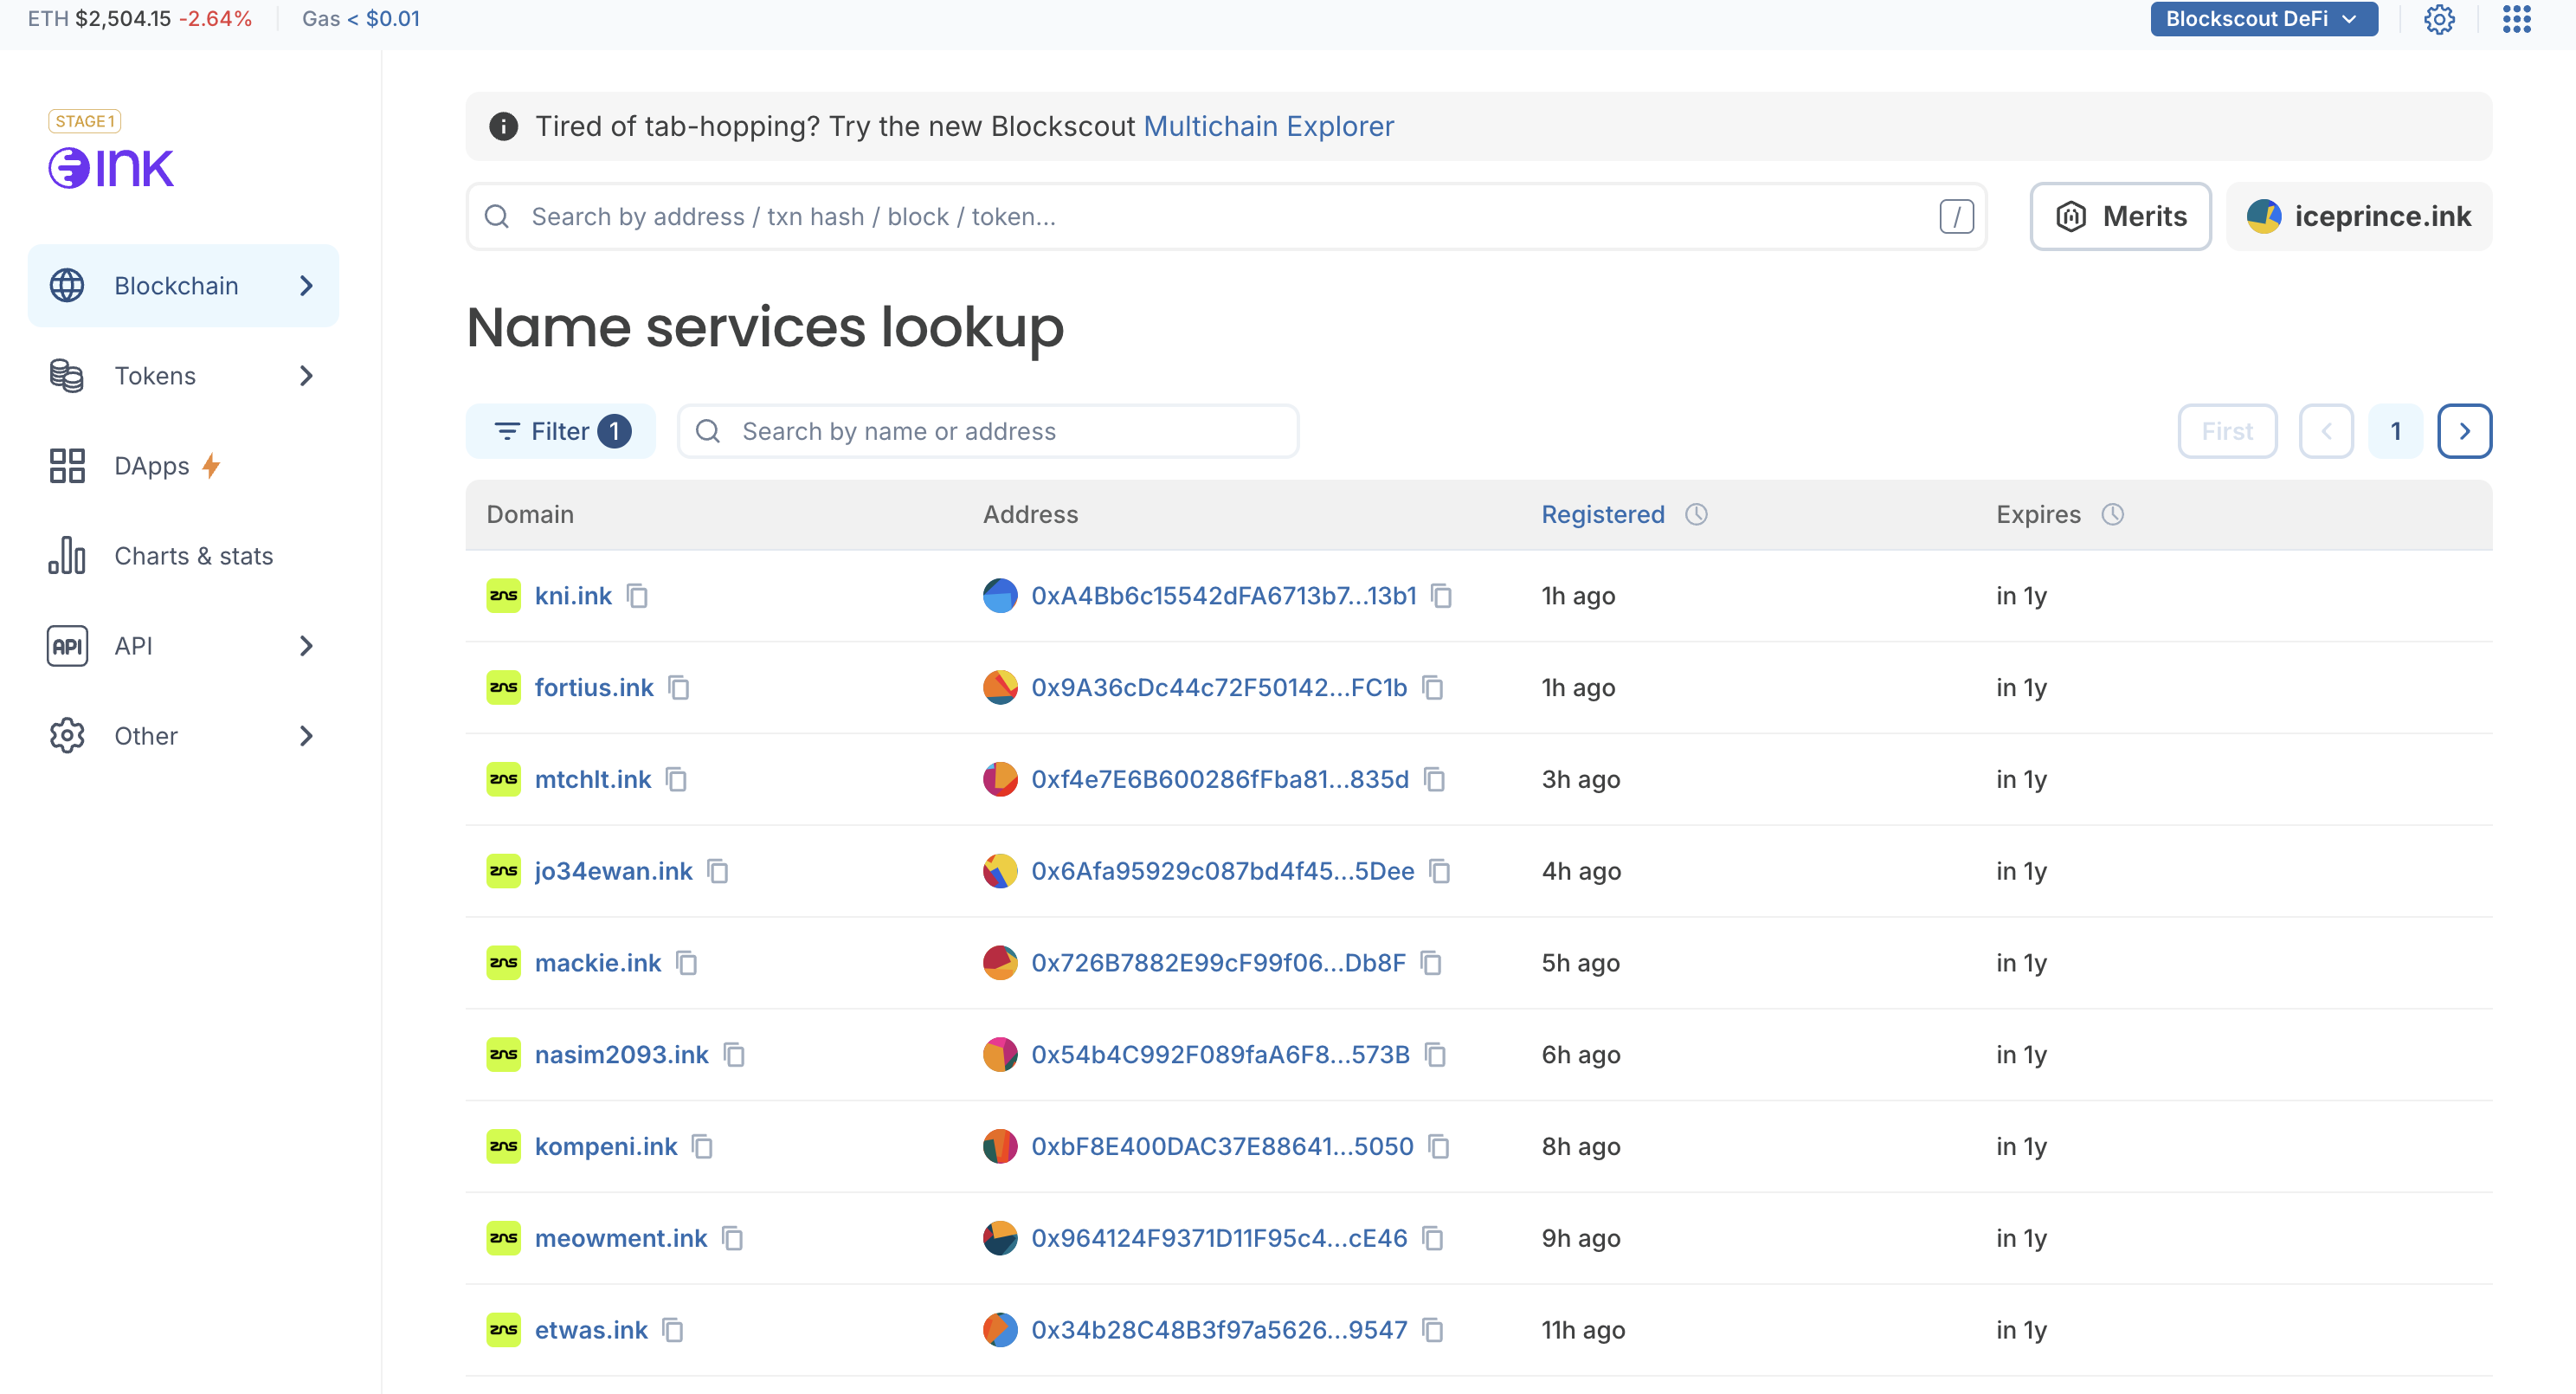 ETH $2,504.15 -2.64% Gas < $0.01 Blockscout DeFi
STAGE 1
INK
Tired of tab-hopping? Try the new Blockscout Multichain Explorer
Search by address / txn hash / block / token... / Merits iceprince.ink
Blockchain
Tokens
DApps
Charts & stats
API API
Other
Name services lookup
Filter 1 Search by name or address First 1
Domain Address Registered Expires
ZNS kni.ink 0xA4Bb6c15542dFA6713b7...13b1 1h ago in 1y
ZNS fortius.ink 0x9A36cDc44c72F50142...FC1b 1h ago in 1y
ZNS mtchlt.ink 0xf4e7E6B600286fFba81...835d 3h ago in 1y
ZNS jo34ewan.ink 0x6Afa95929c087bd4f45...5Dee 4h ago in 1y
ZNS mackie.ink 0x726B7882E99cF99f06...Db8F 5h ago in 1y
ZNS nasim2093.ink 0x54b4C992F089faA6F8...573B 6h ago in 1y
ZNS kompeni.ink 0xbF8E400DAC37E88641...5050 8h ago in 1y
ZNS meowment.ink 0x964124F9371D11F95c4...cE46 9h ago in 1y
ZNS etwas.ink 0x34b28C48B3f97a5626...9547 11h ago in 1y